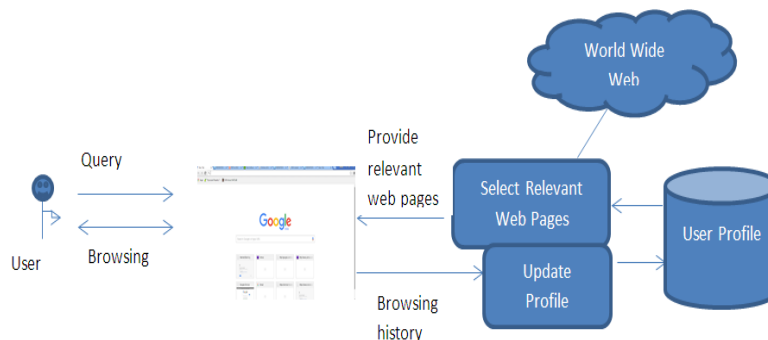 World Wide
Web
Provide
relevant
web pages
Query
Select Relevant
Web Pages
Google
User Profile
User
Browsing
Update
Profile
Browsing
history